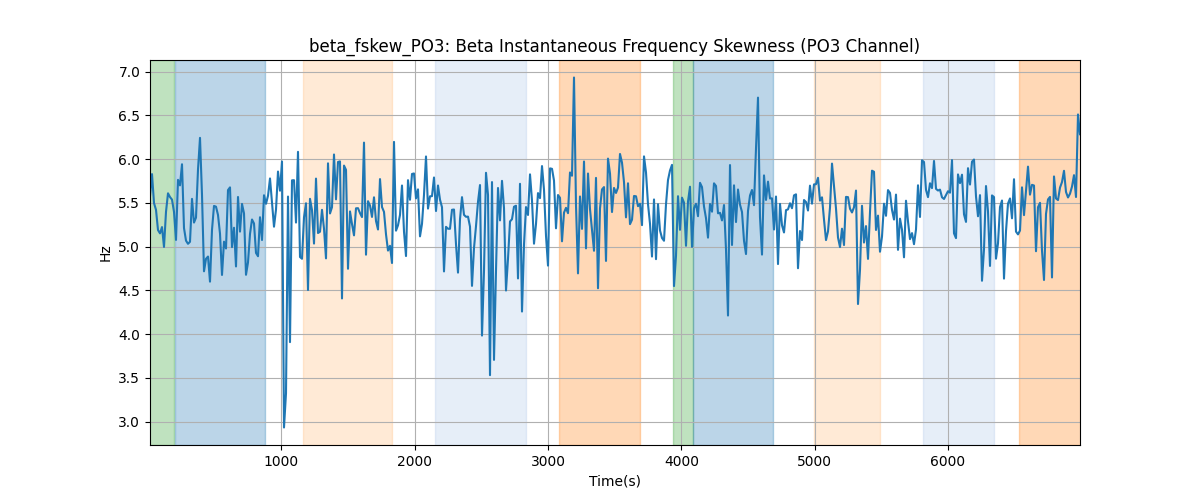 beta_fskew_PO3: Beta Instantaneous Frequency Skewness (PO3 Channel)
7.0
6.5
6.0
5.5
5.0
4.5
4.0
3.5
3.0
Hz
1000 2000 3000 4000 5000 6000
Time(s)